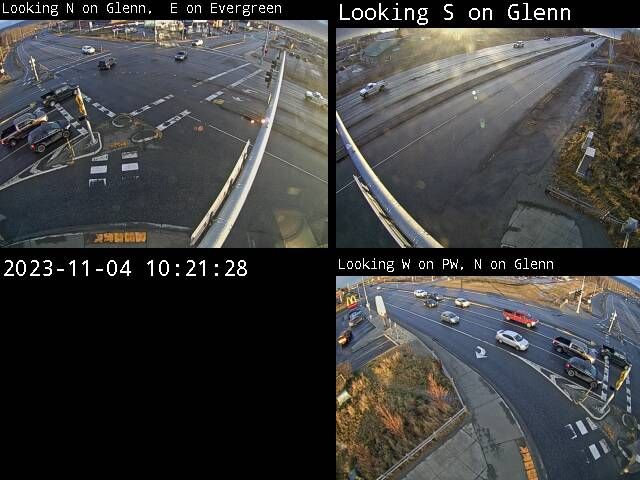 Looking N on Glenn,  E on Evergreen
Looking S on Glenn
2023-11-04 10:21:28
Looking W on PW, N on Glenn